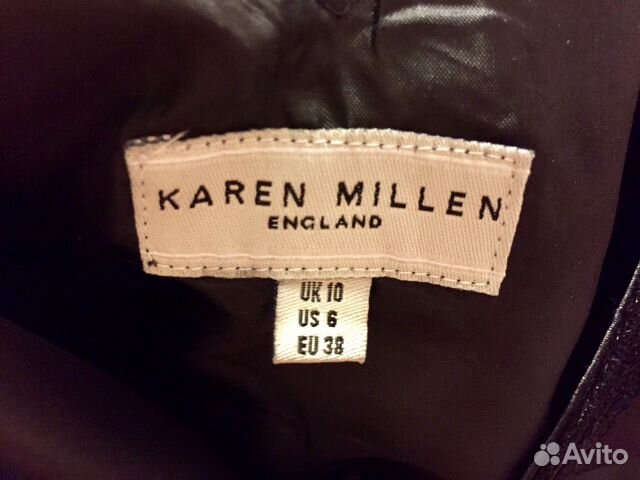 KAREN MILLEN
ENGLAND
UK 10
US 6
EU 38
Avito